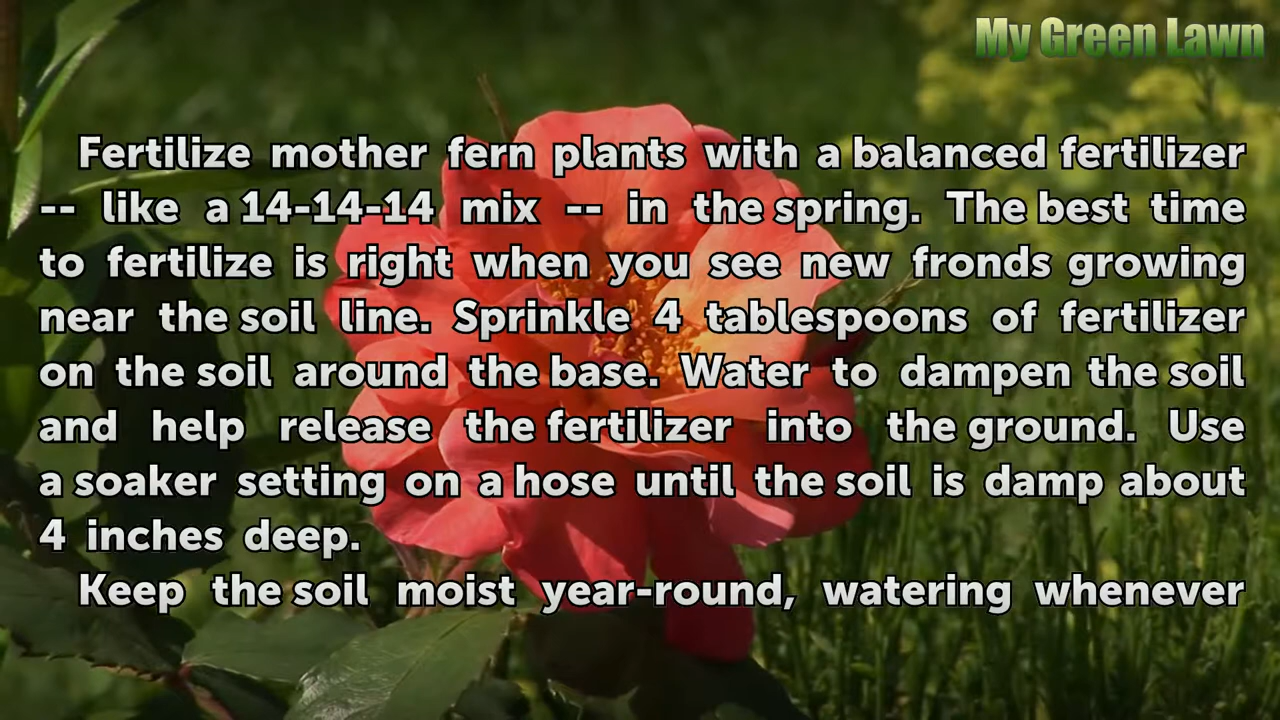 My Green Lawn
Fertilize mother fern plants with a balanced fertilizer
-- like a 14-14-14 mix -- in the spring. The best time
to fertilize is right when you see new fronds growing
near the soil line. Sprinkle 4 tablespoons of fertilizer
on the soil around the base. Water to dampen the soil
and help release the fertilizer into the ground. Use
a soaker setting on a hose until the soil is damp about
4 inches deep.
Keep the soil moist year-round, watering whenever